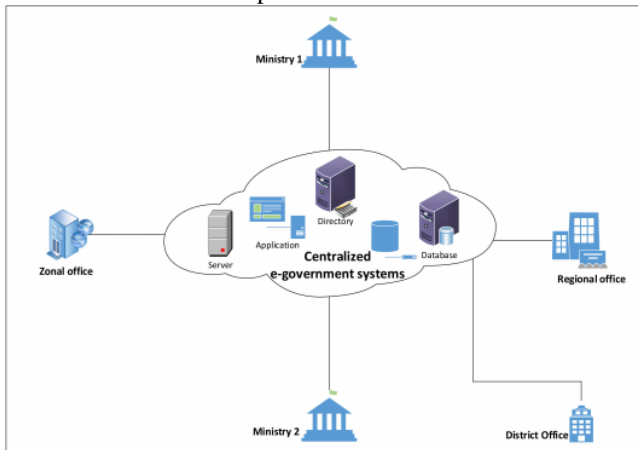 Ministry 1
Directory
Application
Server
Database
Centralized
e-government systems
Zonal office
Regional office
Ministry 2
District Office